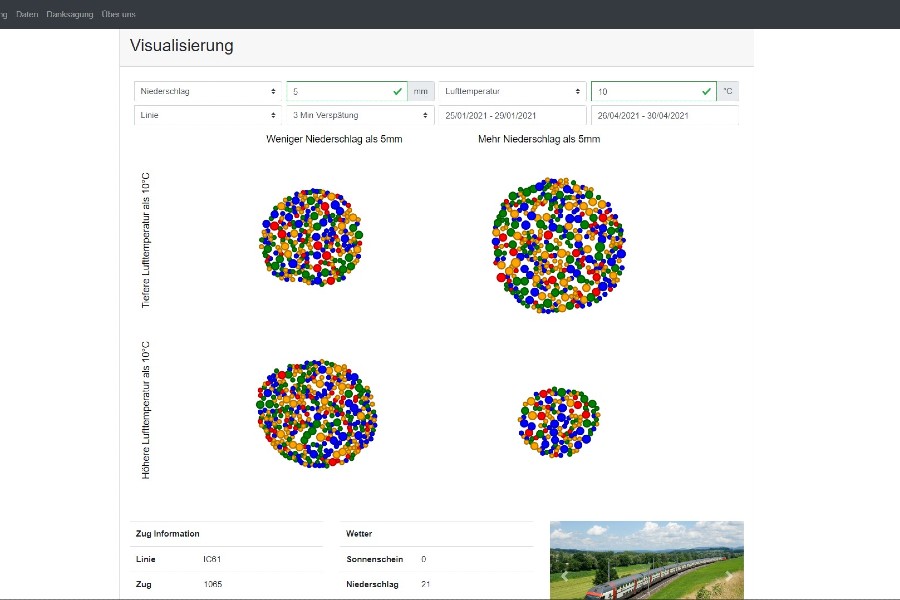 Daten Danksagung Über uns
Visualisierung
Niederschlag 5 mm Lufttemperatur 10 °C
Linie 3 Min Verspätung 25/01/2021 - 29/01/2021 26/04/2021 - 30/04/2021
Weniger Niederschlag als 5mm Mehr Niederschlag als 5mm
Tiefere Lufttemperatur als 10°C
Höhere Lufttemperatur als 10°C
Zug Information Wetter
Linie IC61 Sonnenschein 0
Zug 1065 Niederschlag 21